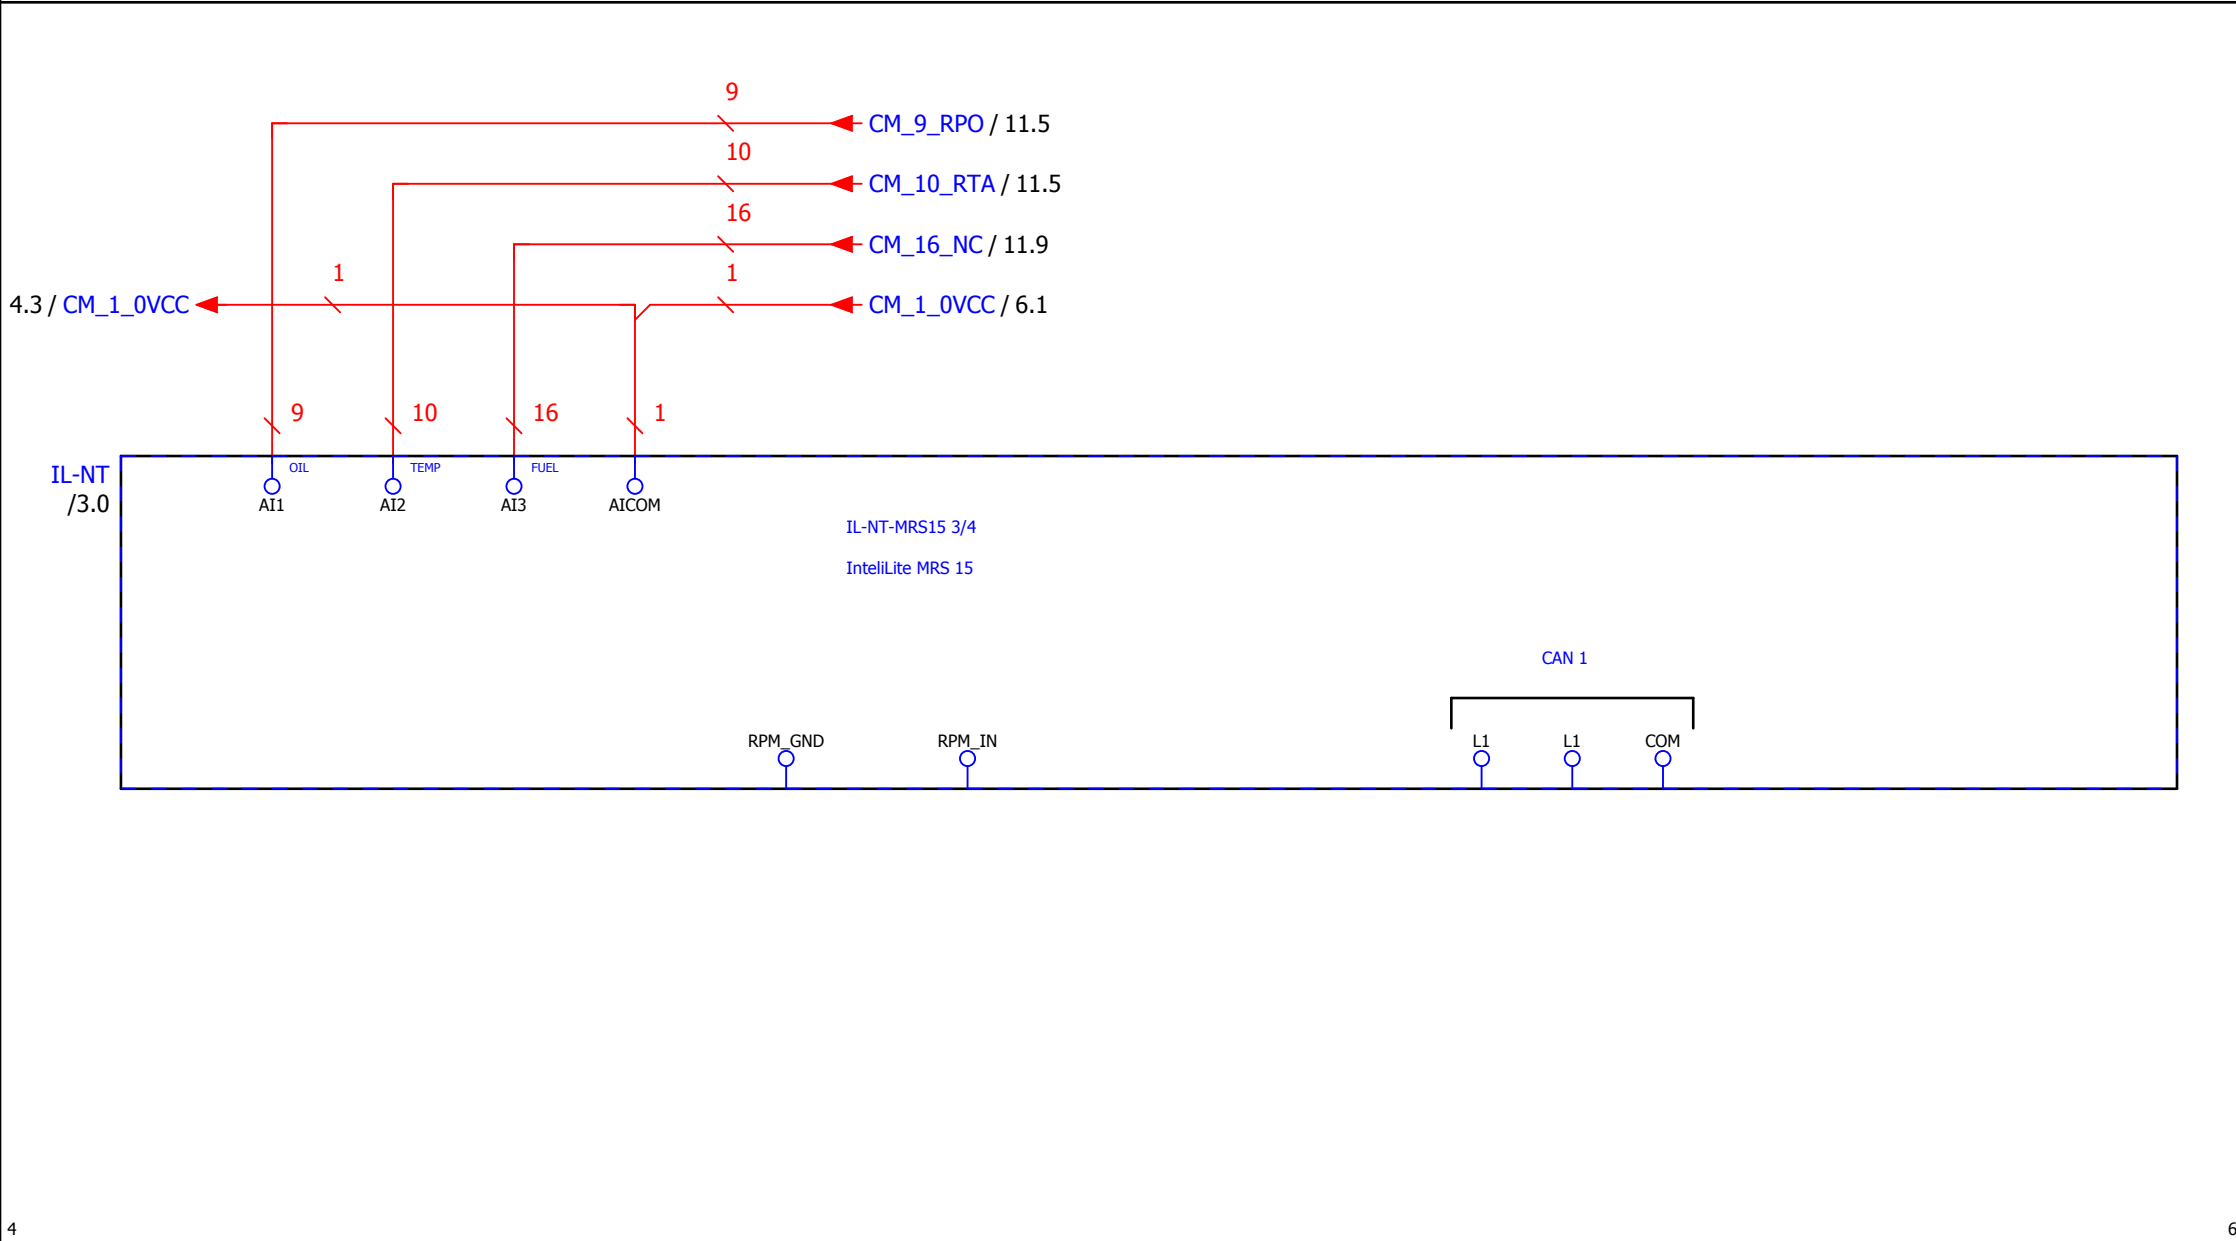 9
CM_9_RPO / 11.5
10
CM_10_RTA / 11.5
16
CM_16_NC / 11.9
1
1
4.3 / CM_1_0VCC
CM_1_0VCC / 6.1
9
10
16
1
IL-NT
/3.0
OIL
TEMP
FUEL
AI1
AI2
AI3
AICOM
IL-NT-MRS15 3/4
InteliLite MRS 15
CAN 1
RPM_GND
RPM_IN
L1
L1
COM
4
6